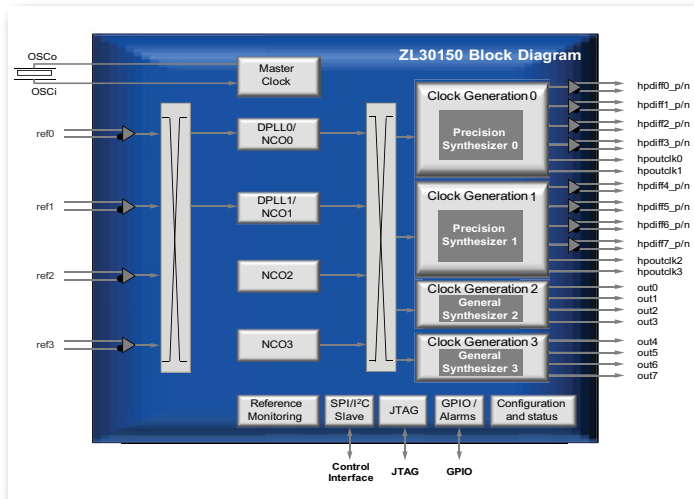 ZL30150 Block Diagram
OSCo
OSCi
Master
Clock
ref0
ref1
ref2
ref3
DPLL0/
NCO0
DPLL1/
NCO1
NCO2
NCO3
Clock Generation 0
Precision
Synthesizer 0
Clock Generation 1
Precision
Synthesizer 1
Clock Generation 2
General
Synthesizer 2
Clock Generation 3
General
Synthesizer 3
hpdiff0_p/n
hpdiff1_p/n
hpdiff2_p/n
hpdiff3_p/n
hpoutclk0
hpoutclk1
hpdiff4_p/n
hpdiff5_p/n
hpdiff6_p/n
hpdiff7_p/n
hpoutclk2
hpoutclk3
out0
out1
out2
out3
out4
out5
out6
out7
Reference
Monitoring
SPI/I²C
Slave
JTAG
GPIO /
Alarms
Configuration
and status
Control
Interface
JTAG
GPIO